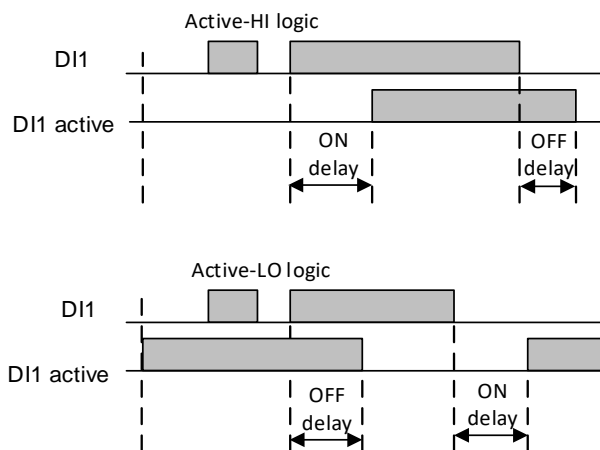 Active-HI logic
DI1
DI1 active
ON
delay
OFF
delay
Active-LO logic
DI1
DI1 active
OFF
delay
ON
delay